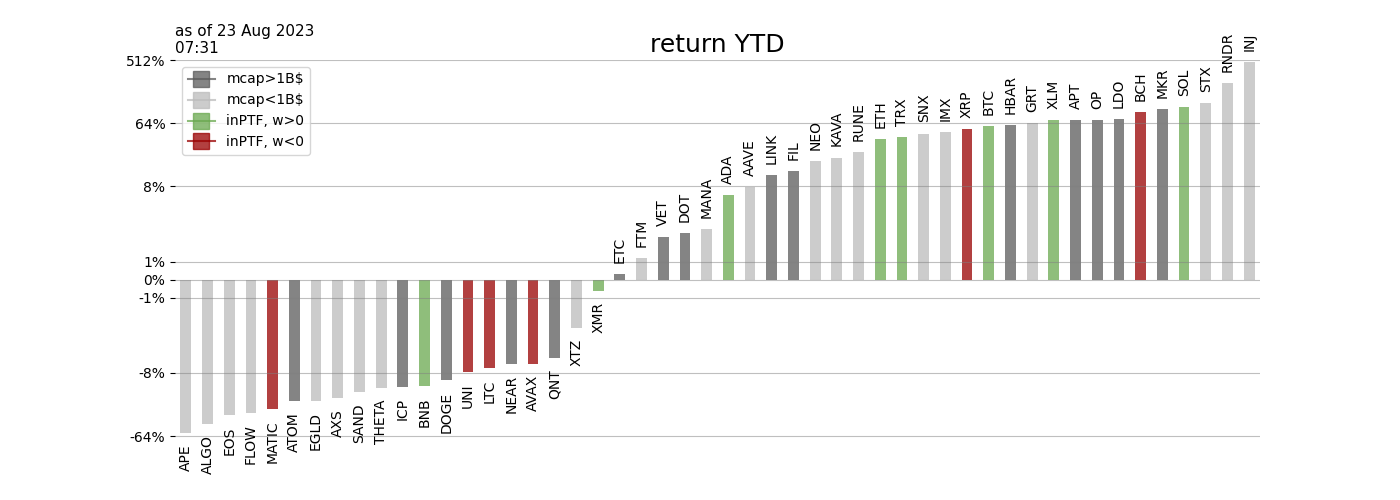 as of 23 Aug 2023
07:31
return YTD
512%
64%
8%
1%
0%
-1%
-8%
-64%
mcap>1B$
mcap<1B$
inPTF, w>0
inPTF, w<0
APE
ALGO
EOS
FLOW
MATIC
ATOM
EGLD
AXS
SAND
THETA
ICP
BNB
DOGE
UNI
LTC
NEAR
AVAX
QNT
XTZ
XMR
ETC
FTM
VET
DOT
MANA
ADA
AAVE
LINK
FIL
NEO
KAVA
RUNE
ETH
TRX
SNX
IMX
XRP
BTC
HBAR
GRT
XLM
APT
OP
LDO
BCH
MKR
SOL
STX
RNDR
INJ